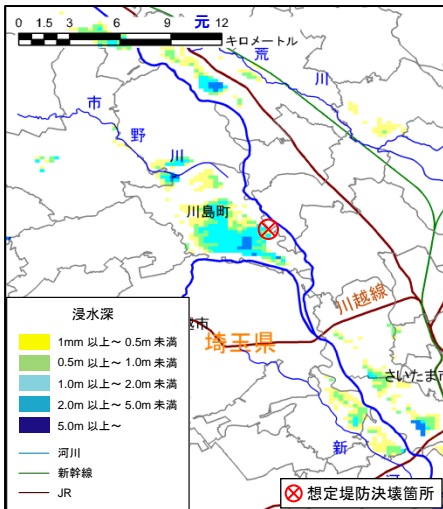 元
0 1.5 3 6 9 12
キロメートル
荒
川
市
野
川
川島町
川越線
越市
埼玉県
さいたま市
新
浸水深
1mm 以上～ 0.5m 未満
0.5m 以上～ 1.0m 未満
1.0m 以上～ 2.0m 未満
2.0m 以上～ 5.0m 未満
5.0m 以上～
河川
新幹線
JR
想定堤防決壊箇所